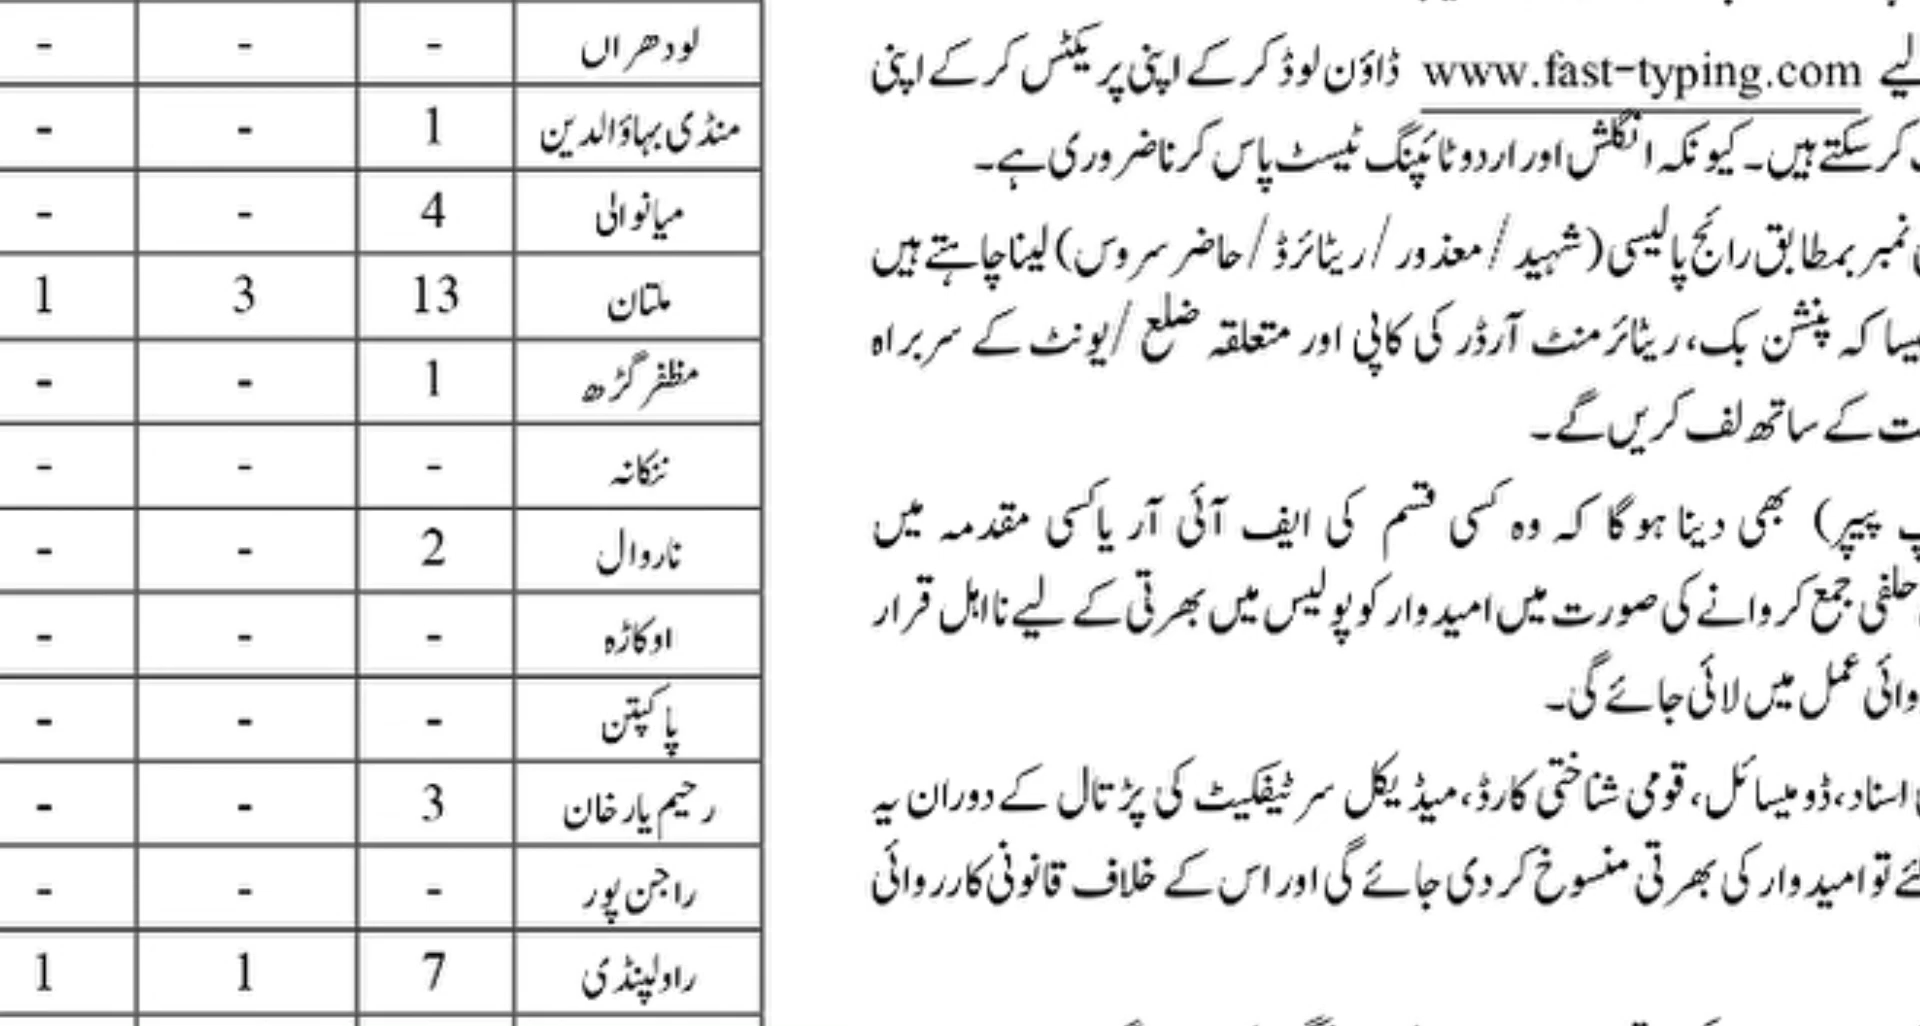 لیے www.fast-typing.com ڈاؤن لوڈ کر کے اپنی پریکٹس کر کے اپنی
کر سکتے ہیں۔ کیونکہ انگلش اور اردو ٹائپنگ ٹیسٹ پاس کرنا ضروری ہے۔
نمبر بمطابق رائج پالیسی (شہید / معذور / ریٹائرڈ / حاضر سروس) لینا چاہتے ہیں
کہ پنشن بک، ریٹائرمنٹ آرڈر کی کاپی اور متعلقہ ضلع / یونٹ کے سربراہ
کے ساتھ لف کریں گے۔
پیپر) بھی دینا ہو گا کہ وہ کسی قسم کی ایف آئی آر یا کسی مقدمہ میں
حلفی جمع کروانے کی صورت میں امیدوار کو پولیس میں بھرتی کے لیے نااہل قرار
عمل میں لائی جائے گی۔
اسناد، ڈومیسائل، قومی شناختی کارڈ، میڈیکل سرٹیفکیٹ کی پڑتال کے دوران یہ
تو امیدوار کی بھرتی منسوخ کر دی جائے گی اور اس کے خلاف قانونی کارروائی
لودھراں - - -
منڈی بہاؤالدین 1 - -
میانوالی 4 - -
ملتان 13 3 1
مظفر گڑھ 1 - -
ننکانہ - - -
ناروال 2 - -
اوکاڑہ - - -
پاکپتن - - -
رحیم یار خان 3 - -
راجن پور - - -
راولپنڈی 7 1 1